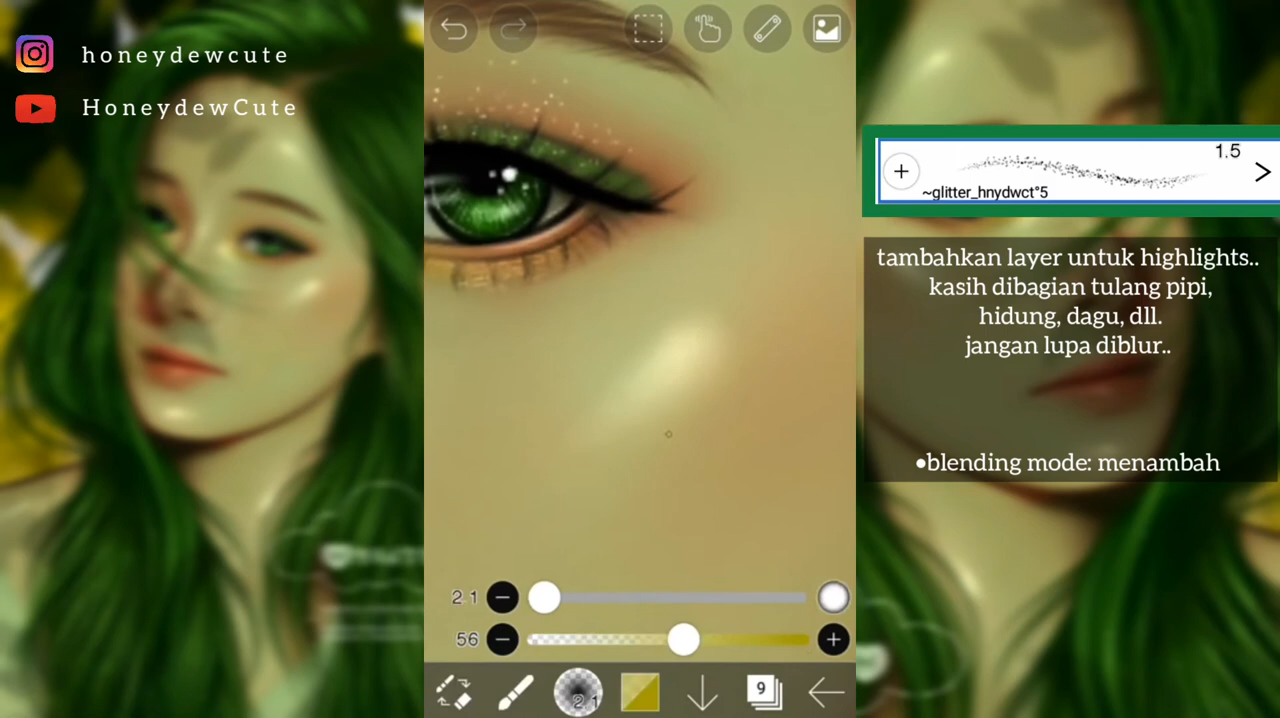 honeydewcute
HoneydewCute
1.5
~glitter_hnydwct°5
tambahkan layer untuk highlights..
kasih dibagian tulang pipi,
hidung, dagu, dll.
jangan lupa diblur..
•blending mode: menambah
2.1
56
2.1
9